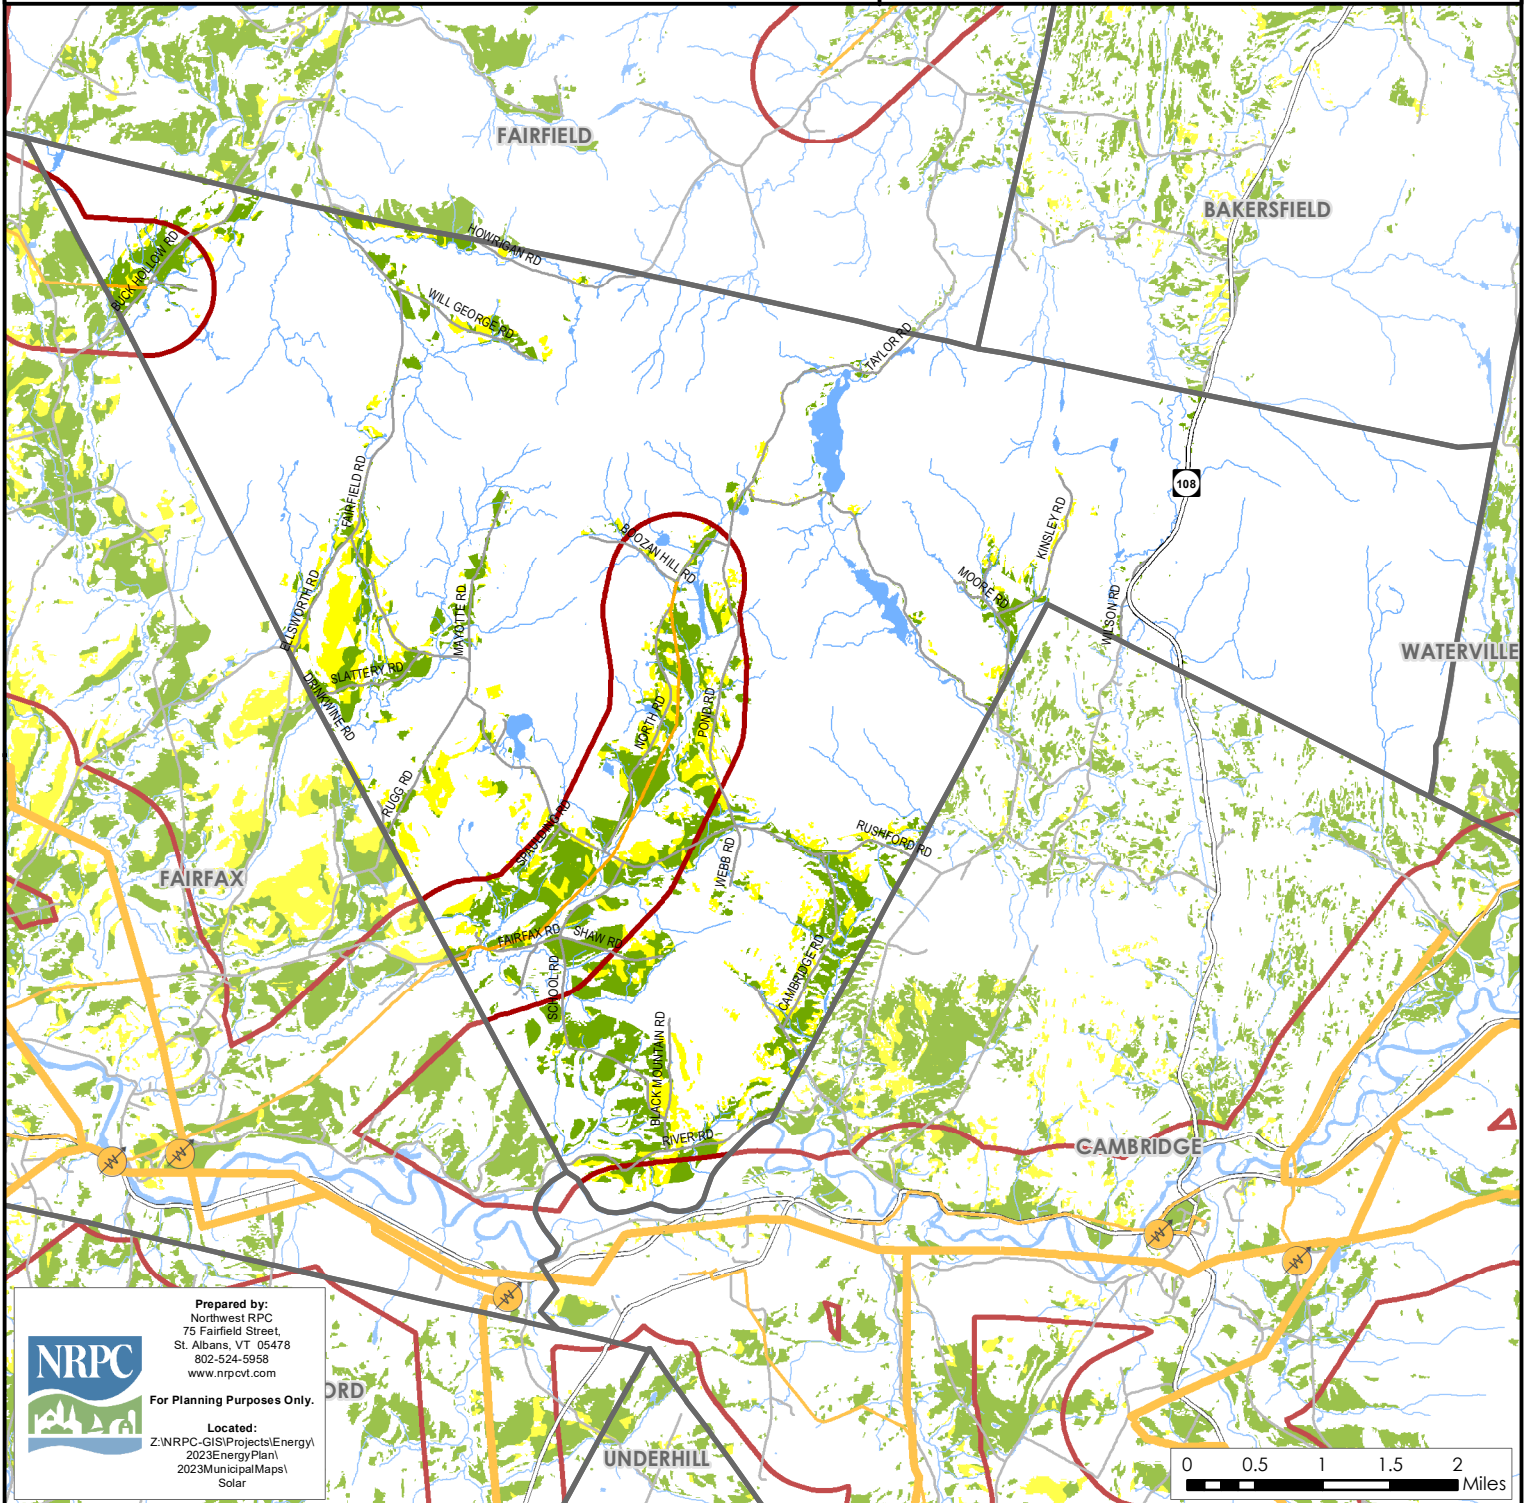 FAIRFIELD
BAKERSFIELD
HOWRIGAN RD
BUCK HOLLOW RD
WILL GEORGE RD
TAYLOR RD
108
FAIRFIELD RD
KINSLEY RD
BOOZAN HILL RD
MOORE RD
ELLSWORTH RD
MAYOTTE RD
WILSON RD
WATERVILLE
SLATTERY RD
DRINKWINE RD
NORTH RD
POND RD
RUGG RD
SPAULDING RD
RUSHFORD RD
WEBB RD
FAIRFAX
FAIRFAX RD
SHAW RD
SCHOOL RD
CAMBRIDGE RD
BLACK MOUNTAIN RD
RIVER RD
CAMBRIDGE
W
W
W
W
W
Prepared by:
Northwest RPC
75 Fairfield Street,
St. Albans, VT 05478
802-524-5958
www.nrpcvt.com
NRPC
For Planning Purposes Only.
ORD
Located:
Z:\NRPC-GIS\Projects\Energy\
2023EnergyPlan\
2023MunicipalMaps\
Solar
UNDERHILL
0 0.5 1 1.5 2
Miles